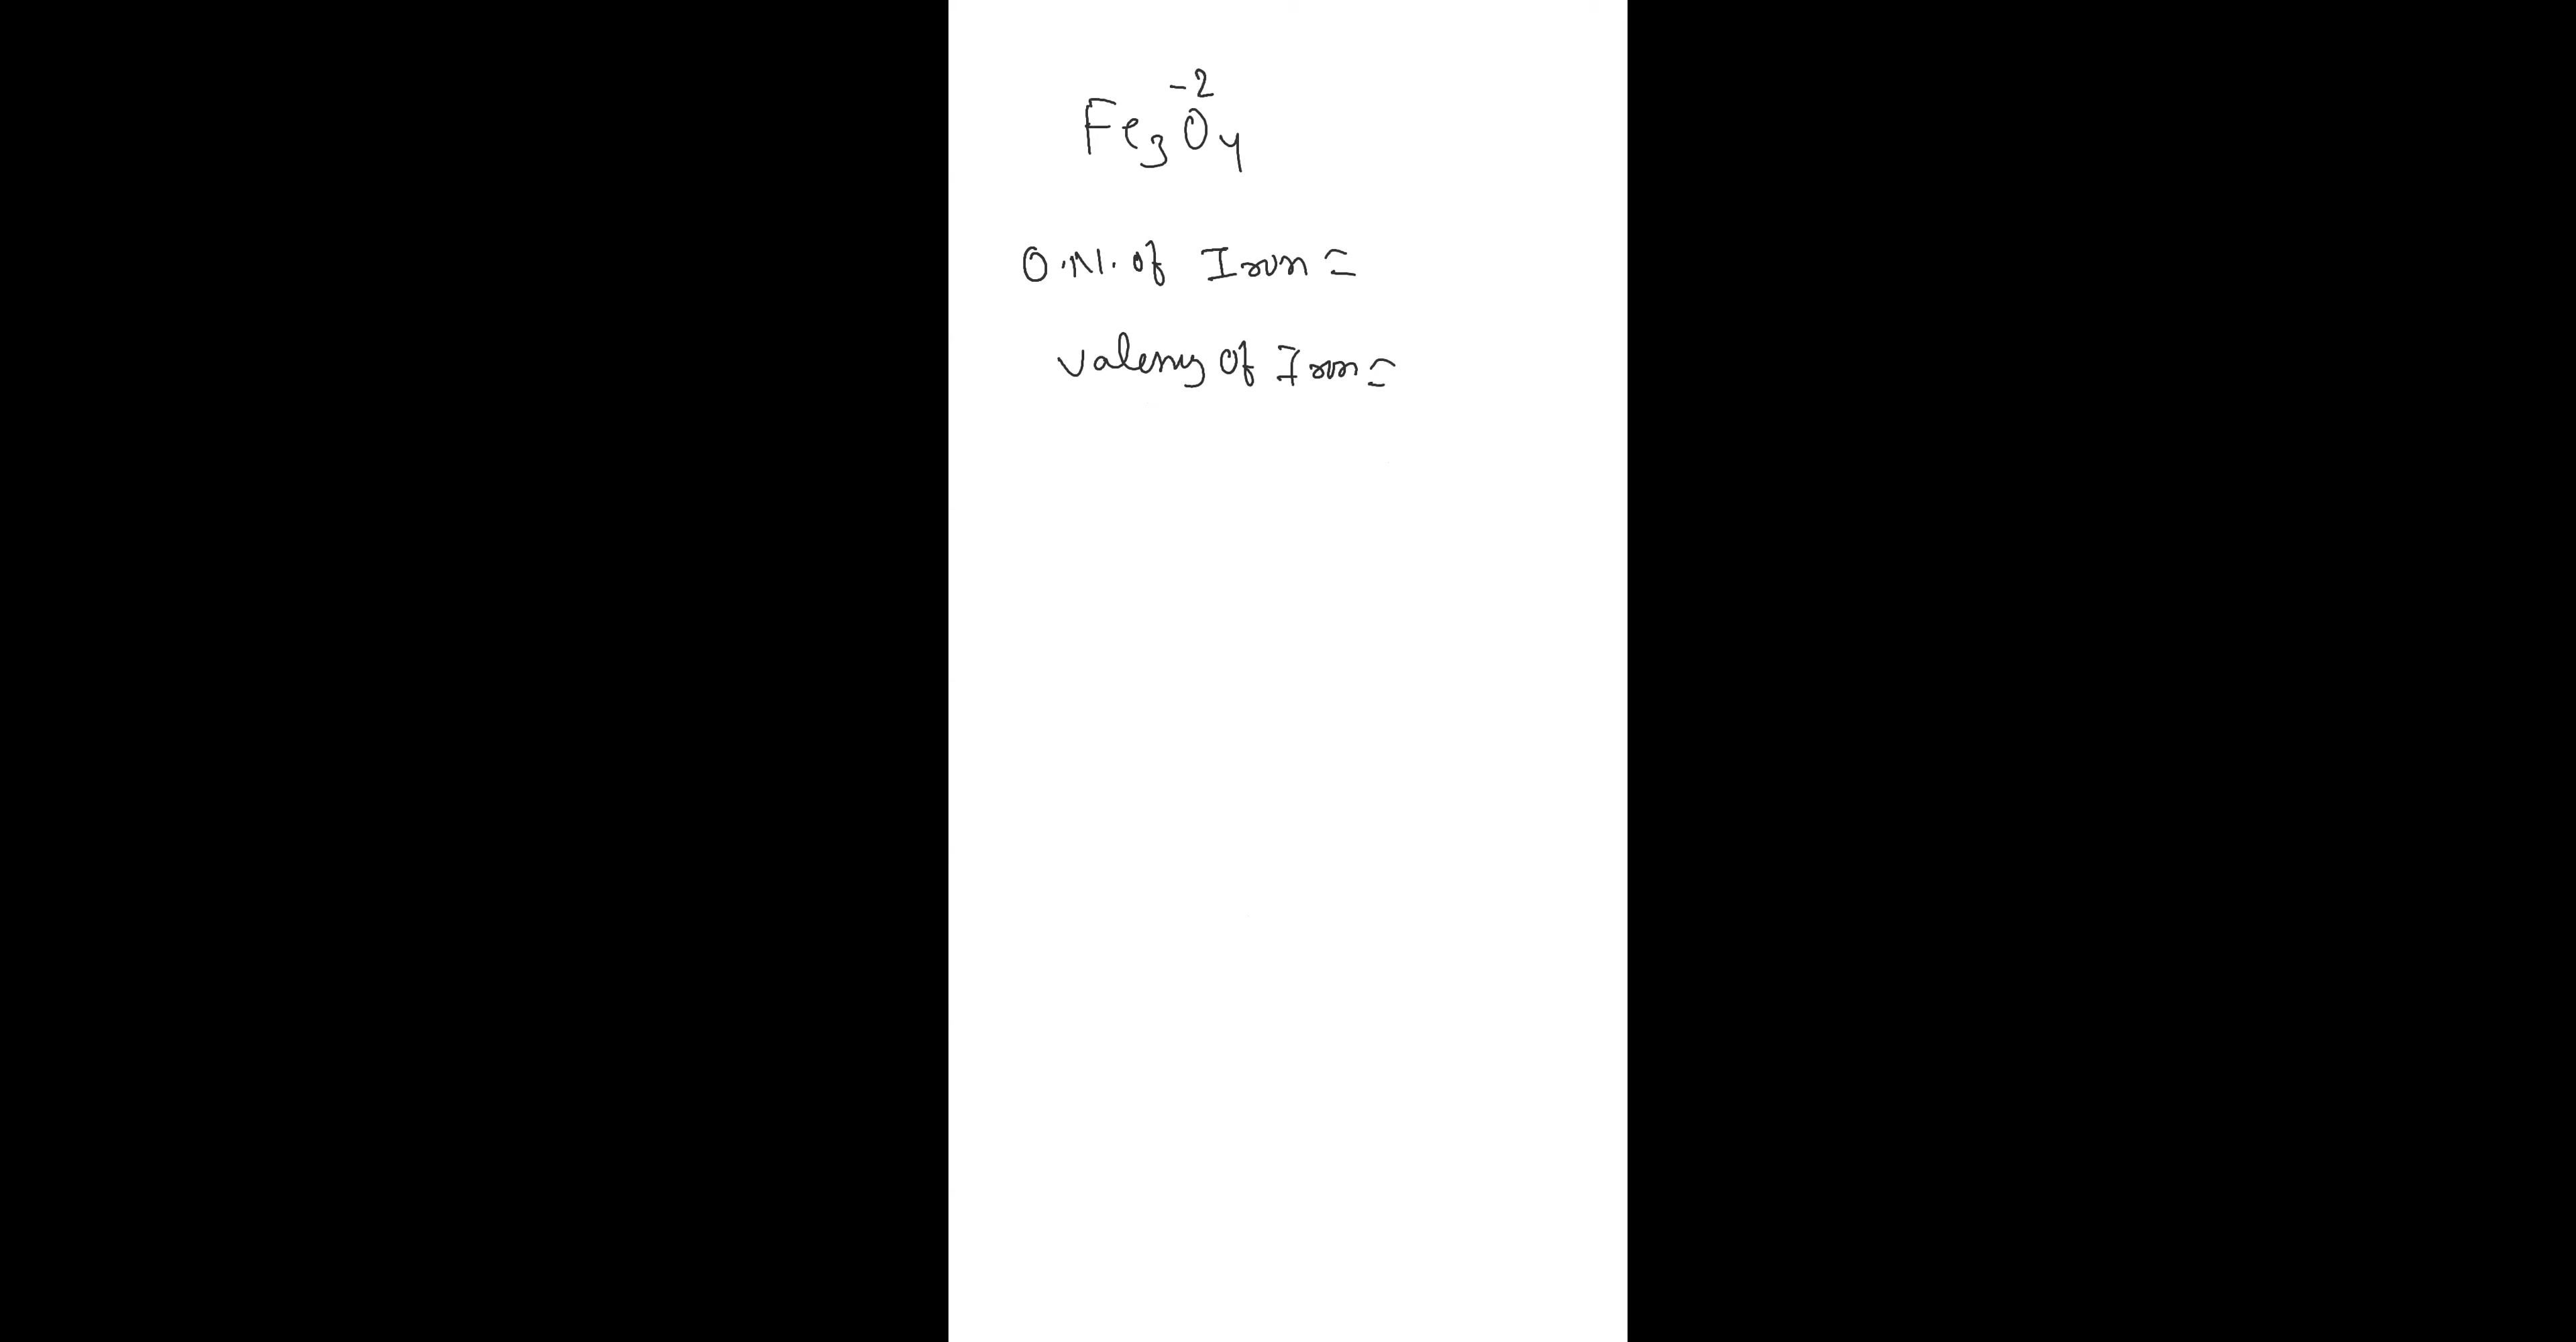 Fe₃O₄⁻²
O.N. of Iron =
Valency of Iron =